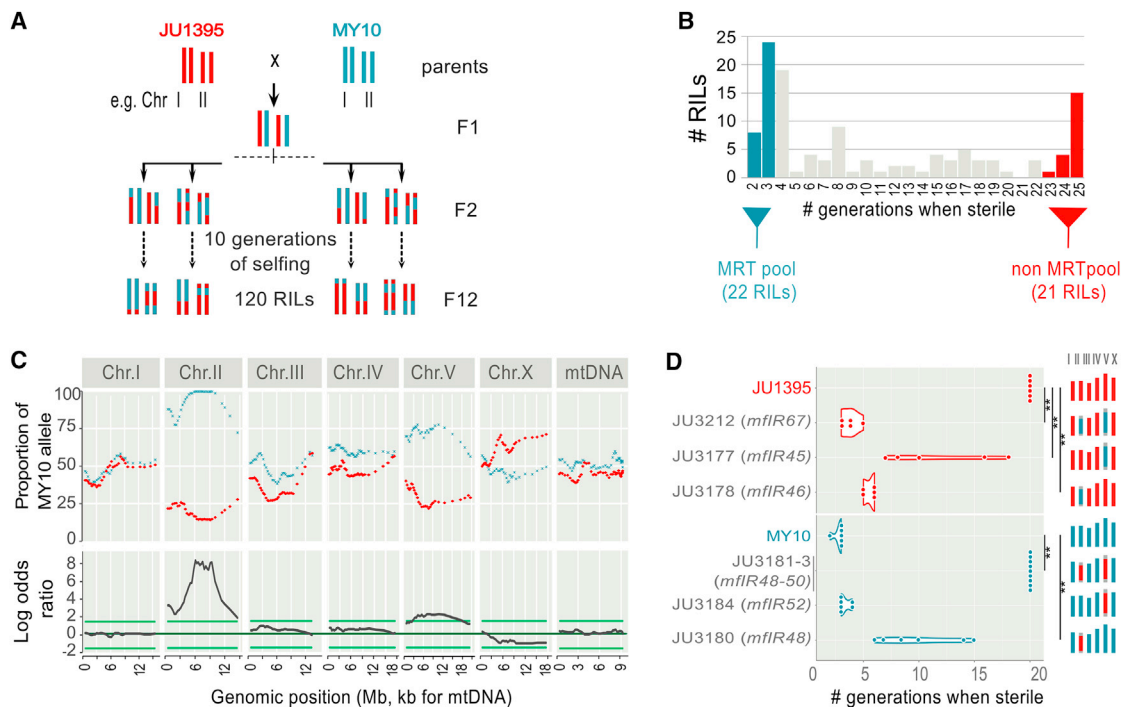 A
JU1395
MY10
x
parents
e.g. Chr I II
I II
F1
F2
10 generations
of selfing
120 RILs
F12
B
# RILs
25
20
15
10
5
0
2 3 4 5 6 7 8 9 10 11 12 13 14 15 16 17 18 19 20 21 22 23 24 25
# generations when sterile
MRT pool
(22 RILs)
non MRTpool
(21 RILs)
C
Chr.I Chr.II Chr.III Chr.IV Chr.V Chr.X mtDNA
Proportion of
MY10 allele
100
75
50
25
0
Log odds
ratio
8
6
4
2
0
-2
0 6 12 0 6 12 0 6 12 0 6 12 18 0 6 12 18 0 6 12 18 0 3 6 9
Genomic position (Mb, kb for mtDNA)
D
I II III IV V X
JU1395
JU3212 (mfIR67)
JU3177 (mfIR45)
JU3178 (mfIR46)
MY10
JU3181-3
(mfIR48-50)
JU3184 (mfIR52)
JU3180 (mfIR48)
**
**
**
**
**
0 5 10 15 20
# generations when sterile